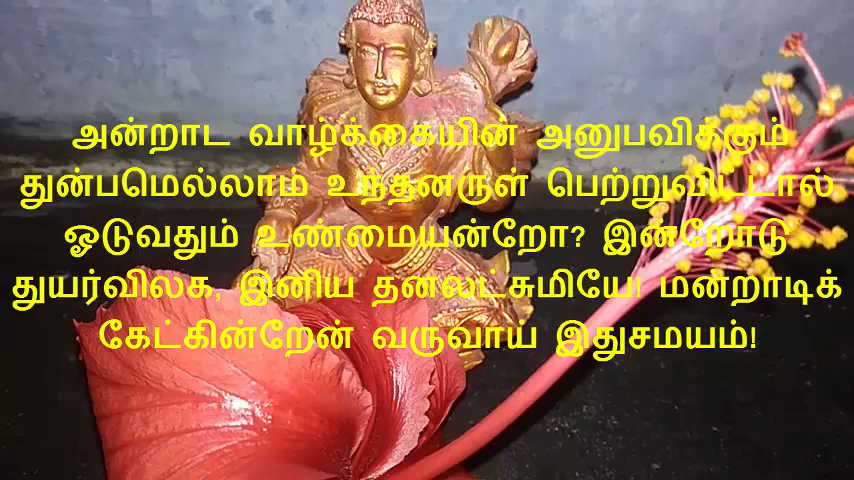 அன்றாட வாழ்க்கையின் அனுபவிக்கும்
துன்பமெல்லாம் உந்தனருள் பெற்றுவிட்டால்
ஓடுவதும் உண்மையன்றோ? இன்றோடு
துயர்விலக, இனிய தனலட்சுமியே! மன்றாடிக்
கேட்கின்றேன் வருவாய் இதுசமயம்!